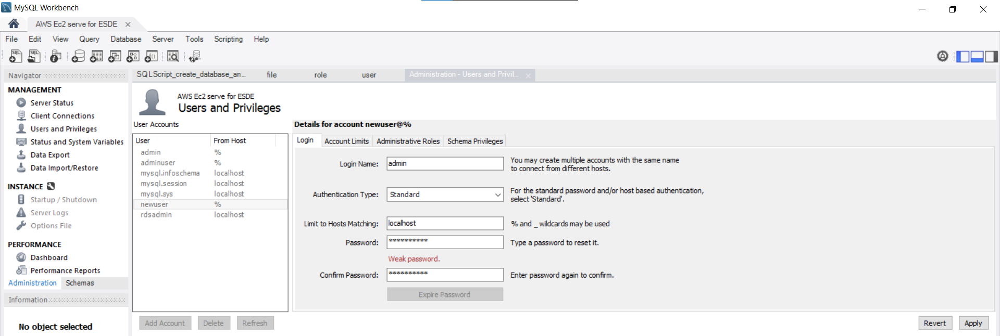 MySQL Workbench
AWS Ec2 serve for ESDE
File Edit View Query Database Server Tools Scripting Help
SQL SQL
Navigator
MANAGEMENT
Server Status
Client Connections
Users and Privileges
Status and System Variables
Data Export
Data Import/Restore
INSTANCE
Startup / Shutdown
Server Logs
Options File
PERFORMANCE
Dashboard
Performance Reports
Administration Schemas
Information
No object selected
SQLScript_create_database_an... file role user Administration - Users and Privil...
AWS Ec2 serve for ESDE
Users and Privileges
User Accounts
User From Host
admin %
adminuser %
mysql.infoschema localhost
mysql.session localhost
mysql.sys localhost
newuser %
rdsadmin localhost
Add Account Delete Refresh
Details for account newuser@%
Login Account Limits Administrative Roles Schema Privileges
Login Name: admin You may create multiple accounts with the same name
to connect from different hosts.
Authentication Type: Standard For the standard password and/or host based authentication,
select 'Standard'.
Limit to Hosts Matching: localhost % and _ wildcards may be used
Password: ********** Type a password to reset it.
Weak password.
Confirm Password: ********** Enter password again to confirm.
Expire Password
Revert Apply